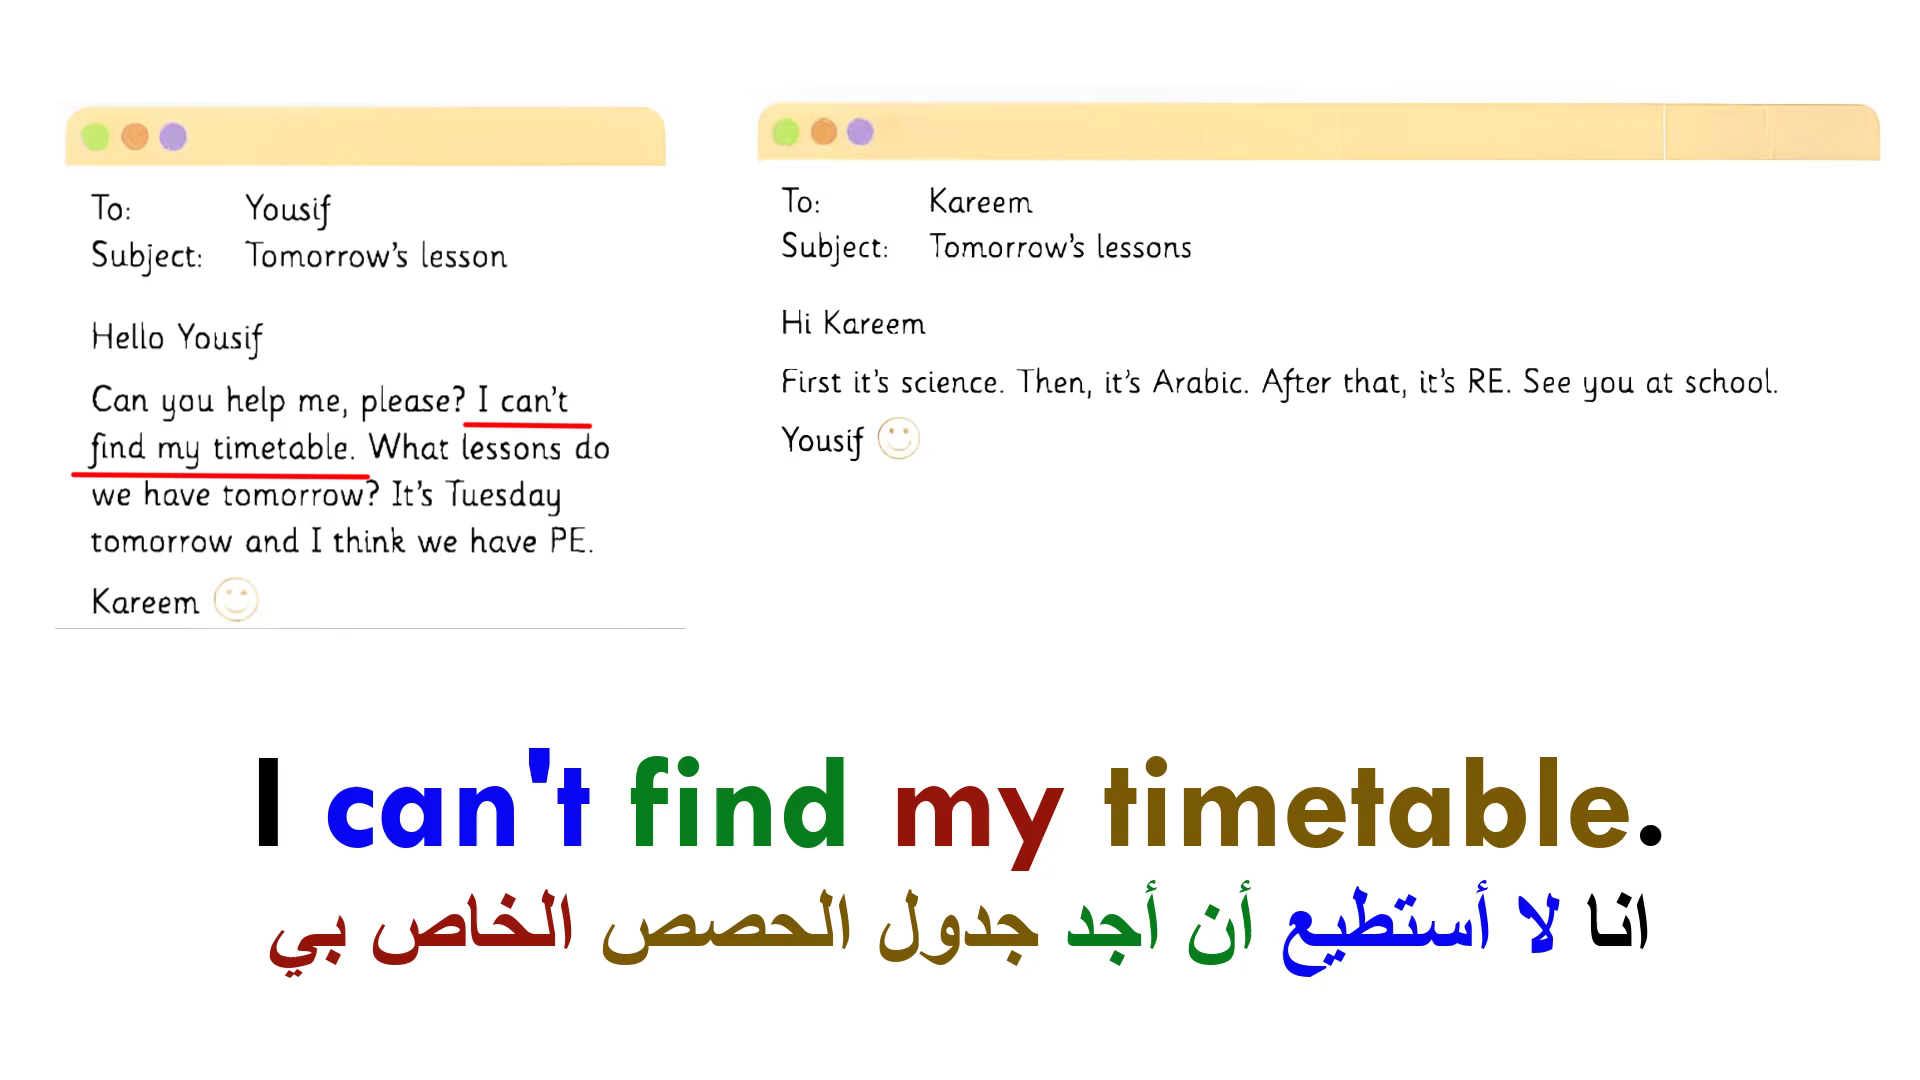 To: Yousif
Subject: Tomorrow's lesson
Hello Yousif
Can you help me, please? I can't
find my timetable. What lessons do
we have tomorrow? It's Tuesday
tomorrow and I think we have PE.
Kareem
To: Kareem
Subject: Tomorrow's lessons
Hi Kareem
First it's science. Then, it's Arabic. After that, it's RE. See you at school.
Yousif
I can't find my timetable.
انا لا أستطيع أن أجد جدول الحصص الخاص بي